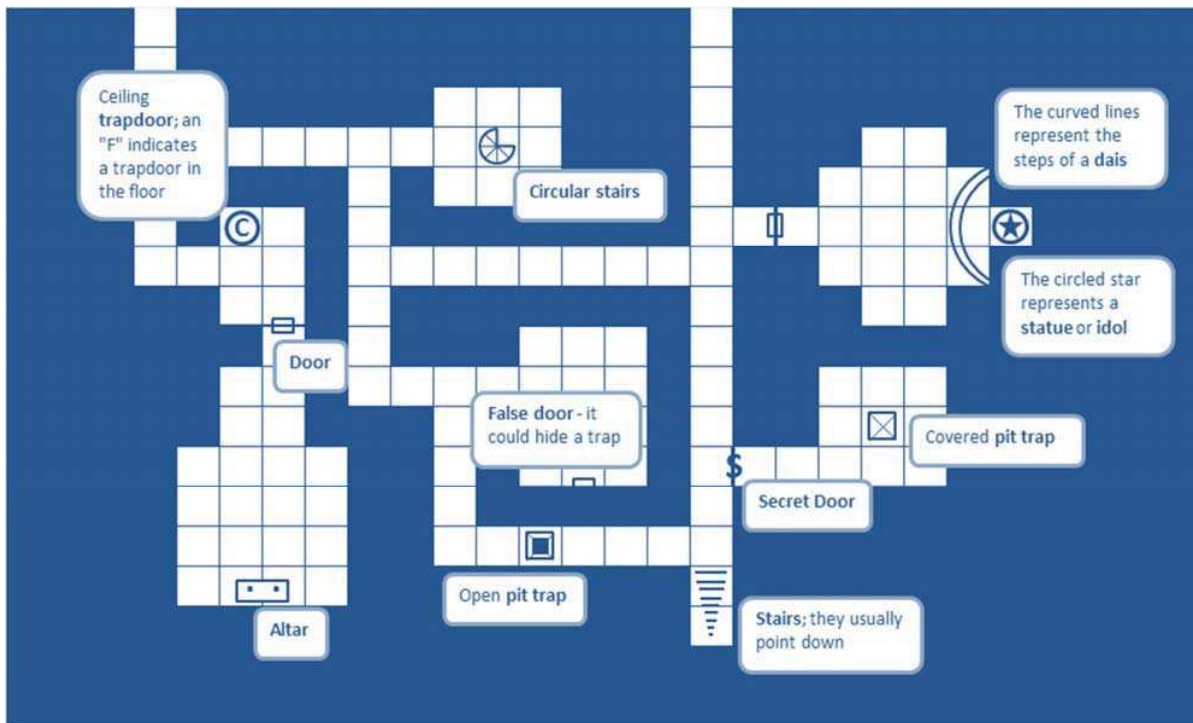 Ceiling
trapdoor; an
"F" indicates
a trapdoor in
the floor
C
Circular stairs
The curved lines
represent the
steps of a dais
The circled star
represents a
statue or idol
Door
False door - it
could hide a trap
Covered pit trap
S
Secret Door
Open pit trap
Altar
Stairs; they usually
point down